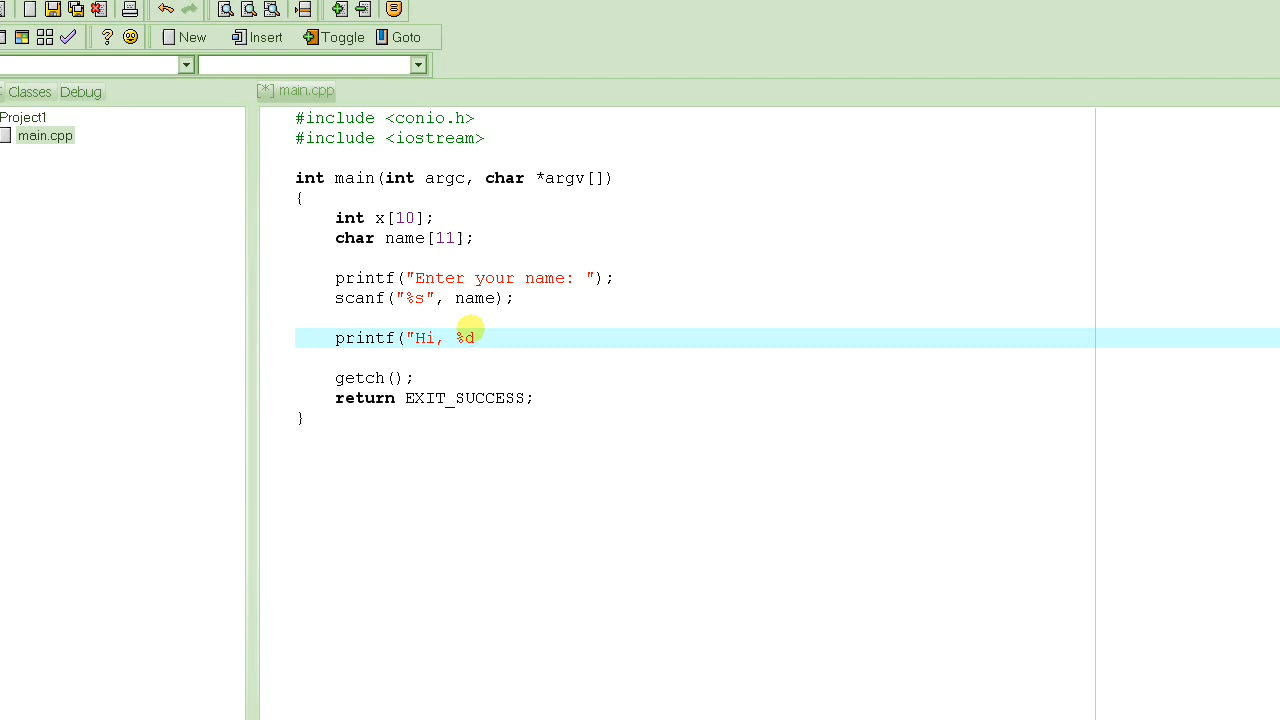 New Insert Toggle Goto
Classes Debug
[*] main.cpp
Project1
main.cpp
#include <conio.h>
#include <iostream>
int main(int argc, char *argv[])
{
int x[10];
char name[11];
printf("Enter your name: ");
scanf("%s", name);
printf("Hi, %d
getch();
return EXIT_SUCCESS;
}